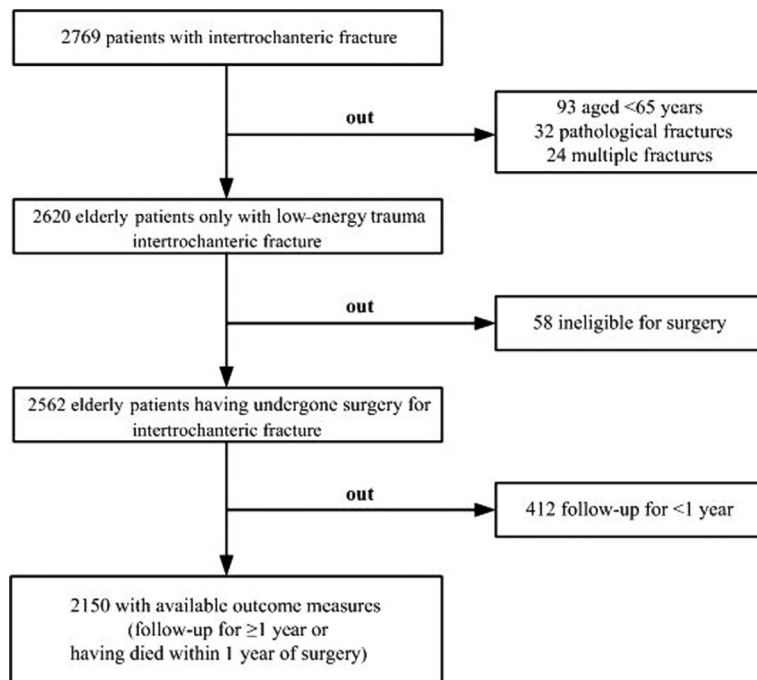 2769 patients with intertrochanteric fracture
out
93 aged <65 years
32 pathological fractures
24 multiple fractures
2620 elderly patients only with low-energy trauma
intertrochanteric fracture
out
58 ineligible for surgery
2562 elderly patients having undergone surgery for
intertrochanteric fracture
out
412 follow-up for <1 year
2150 with available outcome measures
(follow-up for ≥1 year or
having died within 1 year of surgery)